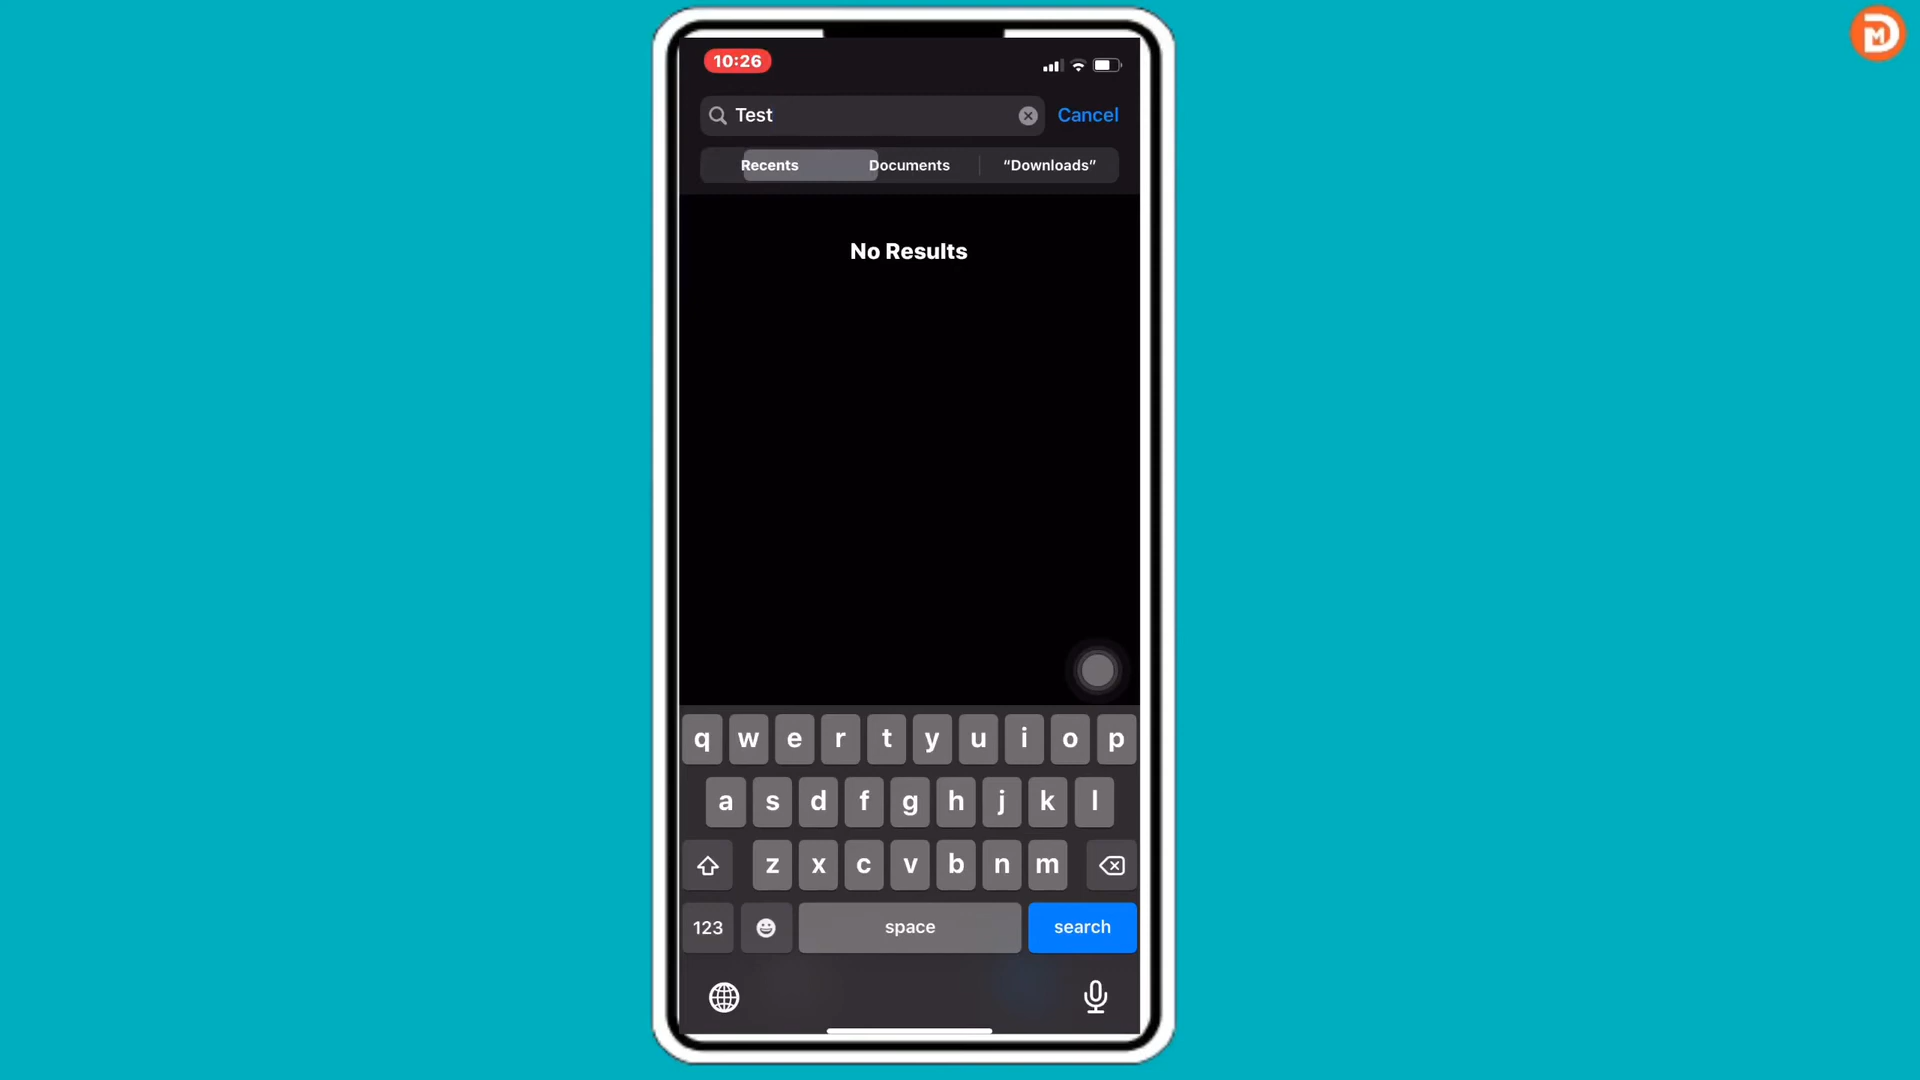 10:26
Test
Cancel
Recents
Documents
“Downloads”
No Results
q w e r t y u i o p
a s d f g h j k l
z x c v b n m
123
space
search